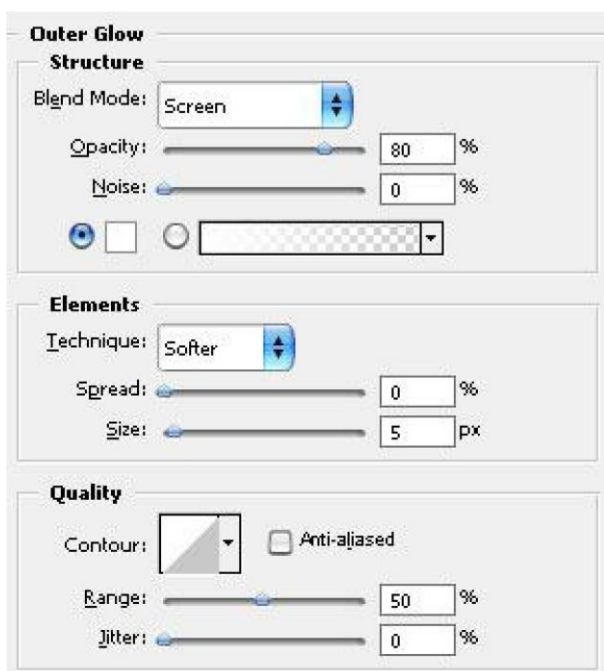 Outer Glow
Structure
Blend Mode: Screen
Opacity: 80 %
Noise: 0 %
Elements
Technique: Softer
Spread: 0 %
Size: 5 px
Quality
Contour: Anti-aliased
Range: 50 %
Jitter: 0 %